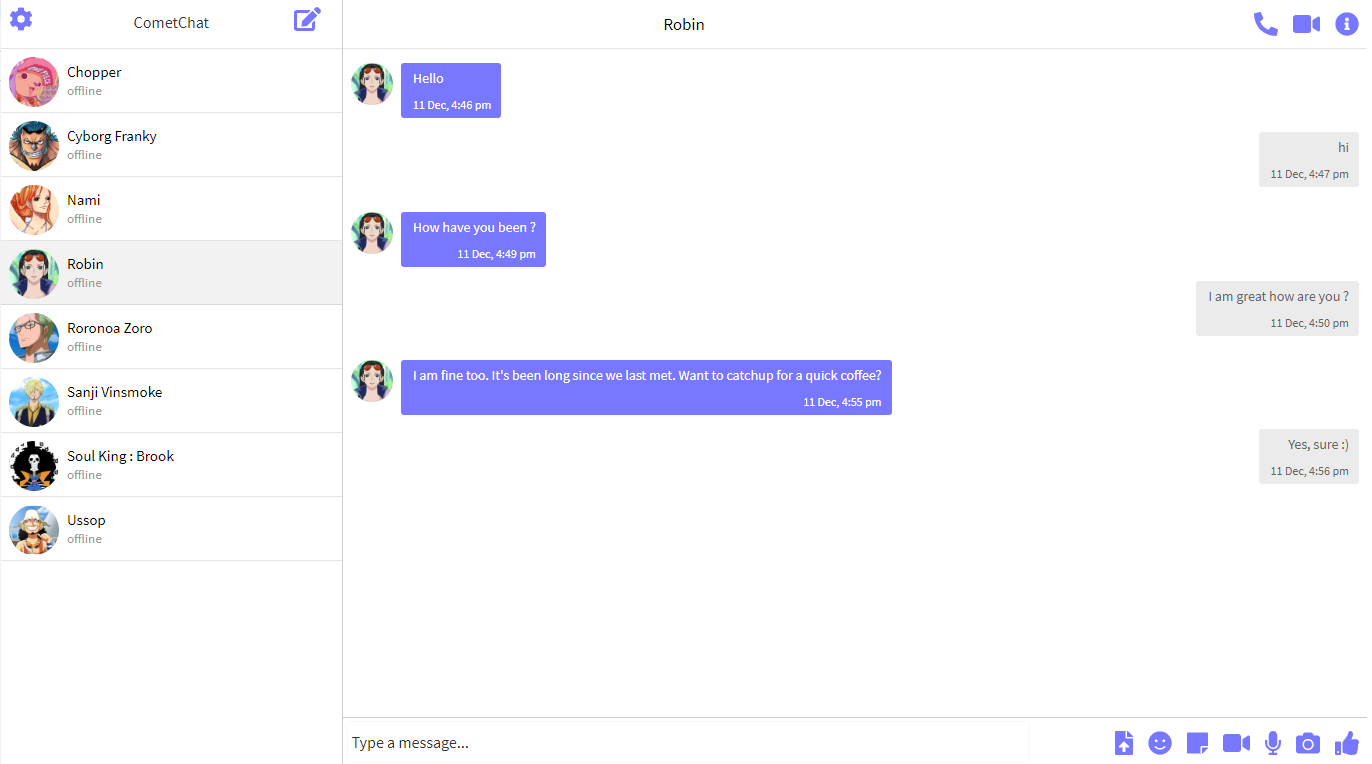 CometChat
Chopper
offline
Cyborg Franky
offline
Nami
offline
Robin
offline
Roronoa Zoro
offline
Sanji Vinsmoke
offline
Soul King : Brook
offline
Ussop
offline
Robin
Hello
11 Dec, 4:46 pm
hi
11 Dec, 4:47 pm
How have you been ?
11 Dec, 4:49 pm
I am great how are you ?
11 Dec, 4:50 pm
I am fine too. It's been long since we last met. Want to catchup for a quick coffee?
11 Dec, 4:55 pm
Yes, sure :)
11 Dec, 4:56 pm
Type a message...